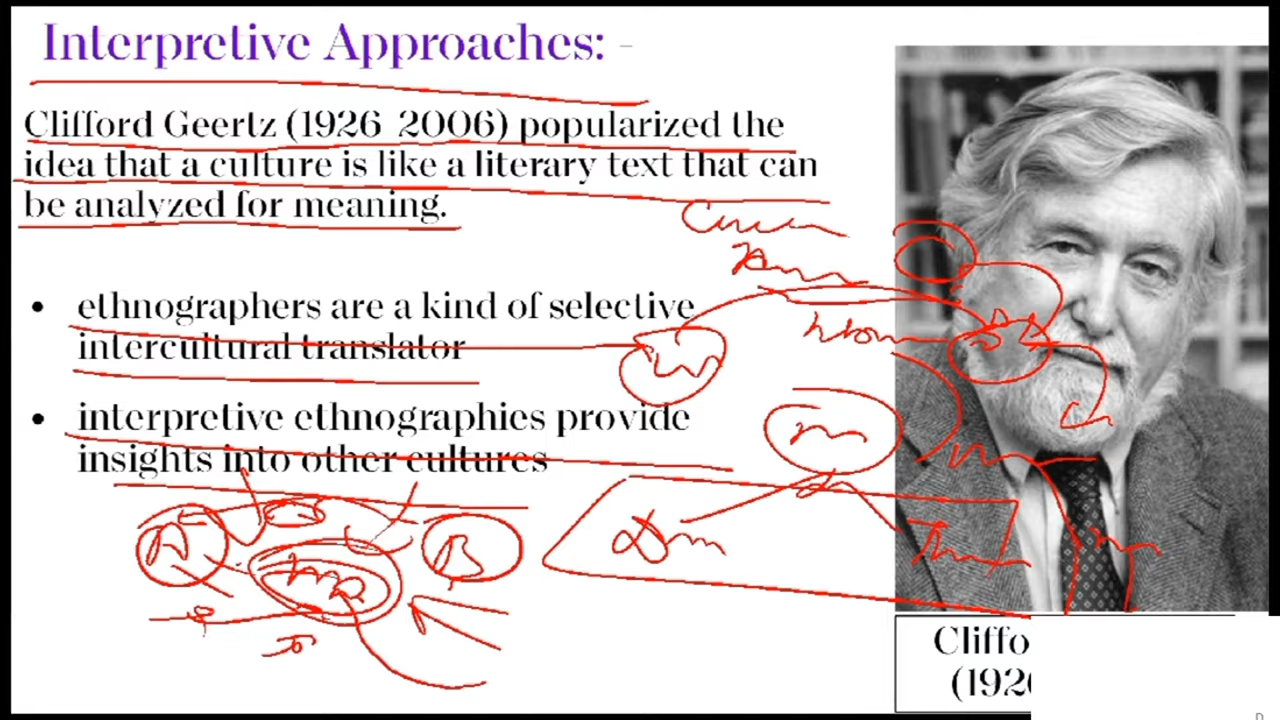 Interpretive Approaches: -
Clifford Geertz (1926 2006) popularized the
idea that a culture is like a literary text that can
be analyzed for meaning.
• ethnographers are a kind of selective
intercultural translator
• interpretive ethnographies provide
insights into other cultures
A
B
Cliffo
(192
D